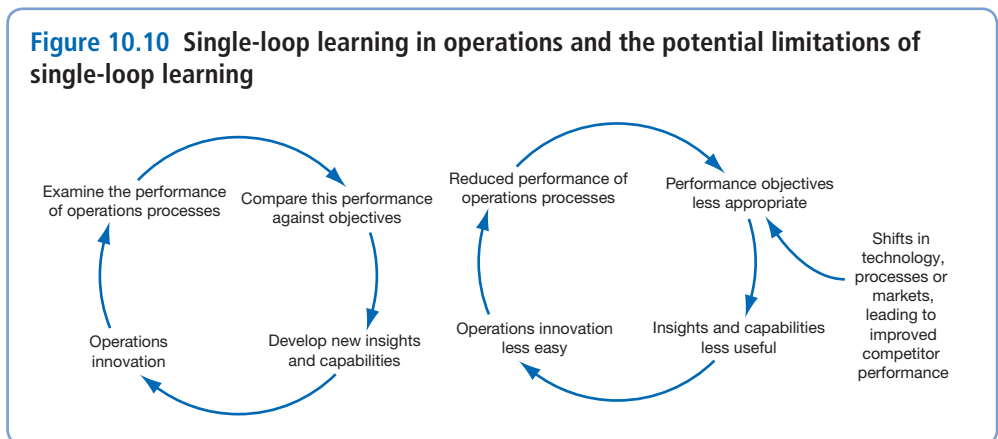 Figure 10.10 Single-loop learning in operations and the potential limitations of
single-loop learning
Examine the performance
of operations processes
Compare this performance
against objectives
Develop new insights
and capabilities
Operations
innovation
Reduced performance of
operations processes
Performance objectives
less appropriate
Shifts in
technology,
processes or
markets,
leading to
improved
competitor
performance
Insights and capabilities
less useful
Operations innovation
less easy